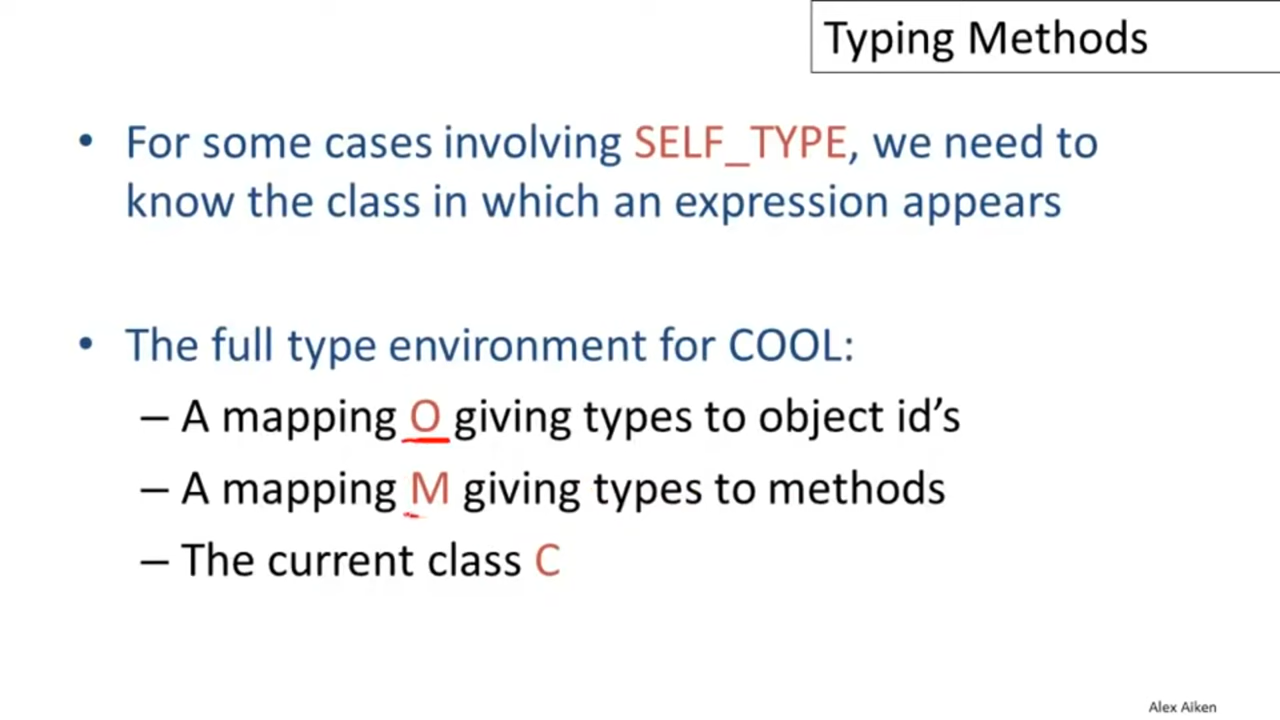 Typing Methods
• For some cases involving SELF_TYPE, we need to
know the class in which an expression appears
• The full type environment for COOL:
– A mapping O giving types to object id’s
– A mapping M giving types to methods
– The current class C
Alex Aiken